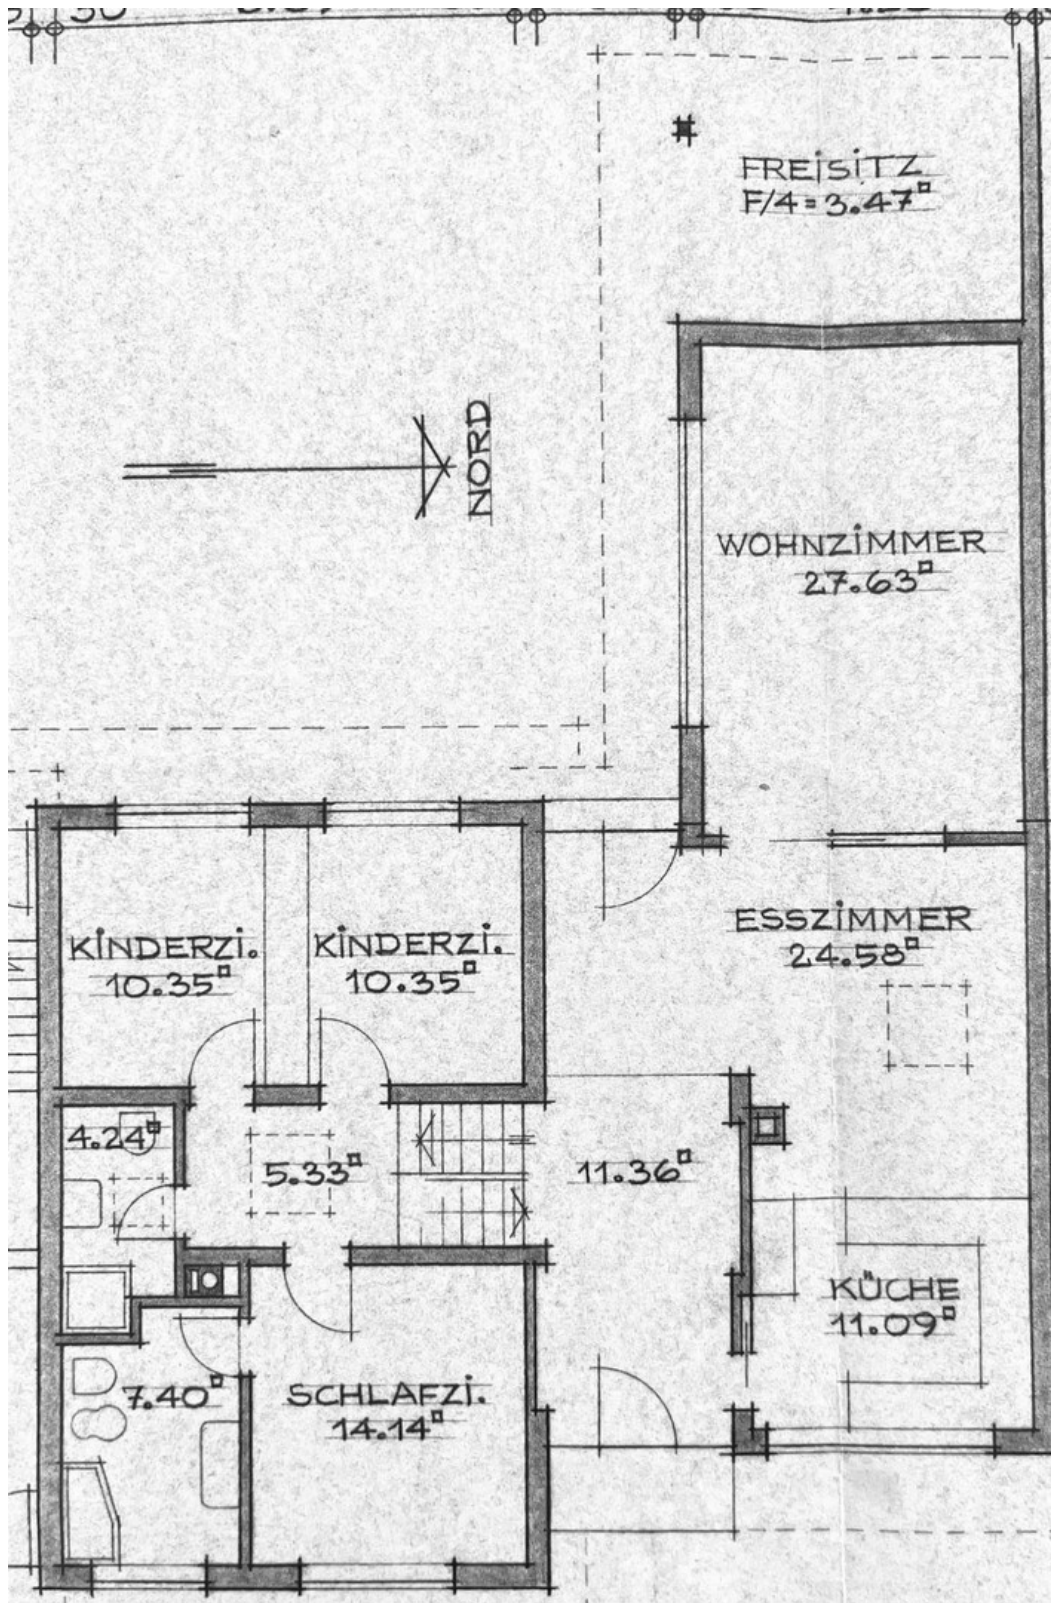 30
FREISITZ
F/4=3.47□
NORD
WOHNZIMMER
27.63□
ESSZIMMER
24.58□
KINDERZI.
10.35□
KINDERZI.
10.35□
4.24□
5.33□
11.36□
KÜCHE
11.09□
7.40□
SCHLAFZI.
14.14□